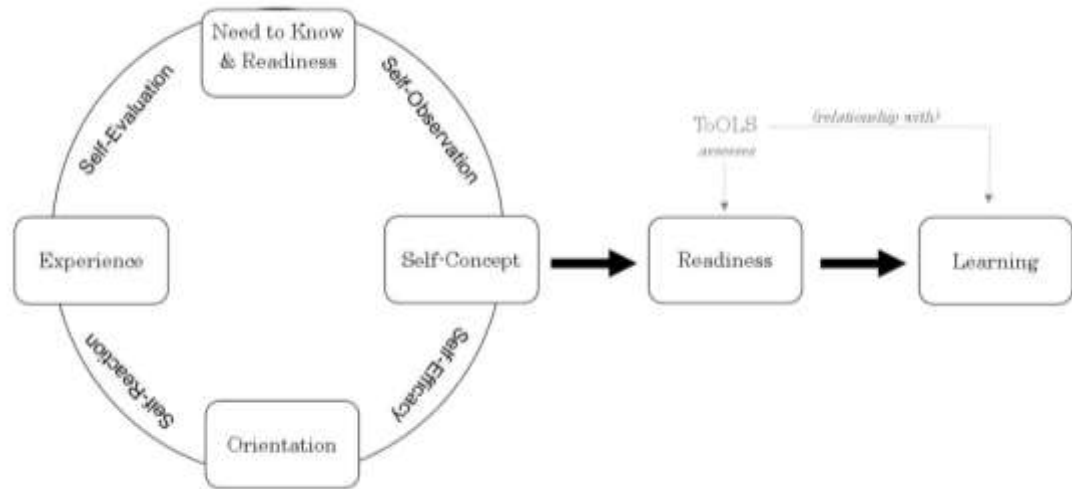 Need to Know
& Readiness
Self-Evaluation
Self-Observation
ToOLS
(relationship with)
assesses
Experience
Self-Concept
Readiness
Learning
Self-Reaction
Self-Efficacy
Orientation